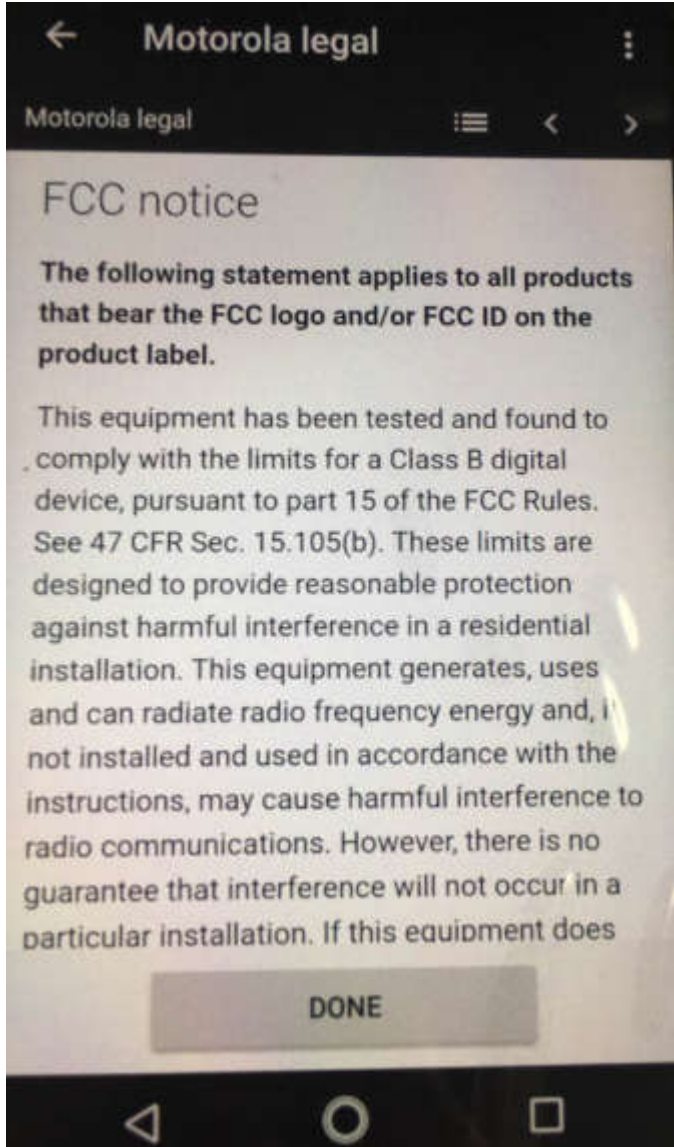 Motorola legal
Motorola legal
FCC notice
The following statement applies to all products
that bear the FCC logo and/or FCC ID on the
product label.
This equipment has been tested and found to
comply with the limits for a Class B digital
device, pursuant to part 15 of the FCC Rules.
See 47 CFR Sec. 15.105(b). These limits are
designed to provide reasonable protection
against harmful interference in a residential
installation. This equipment generates, uses
and can radiate radio frequency energy and,
not installed and used in accordance with the
instructions, may cause harmful interference to
radio communications. However, there is no
guarantee that interference will not occur in a
particular installation. If this equipment does
DONE